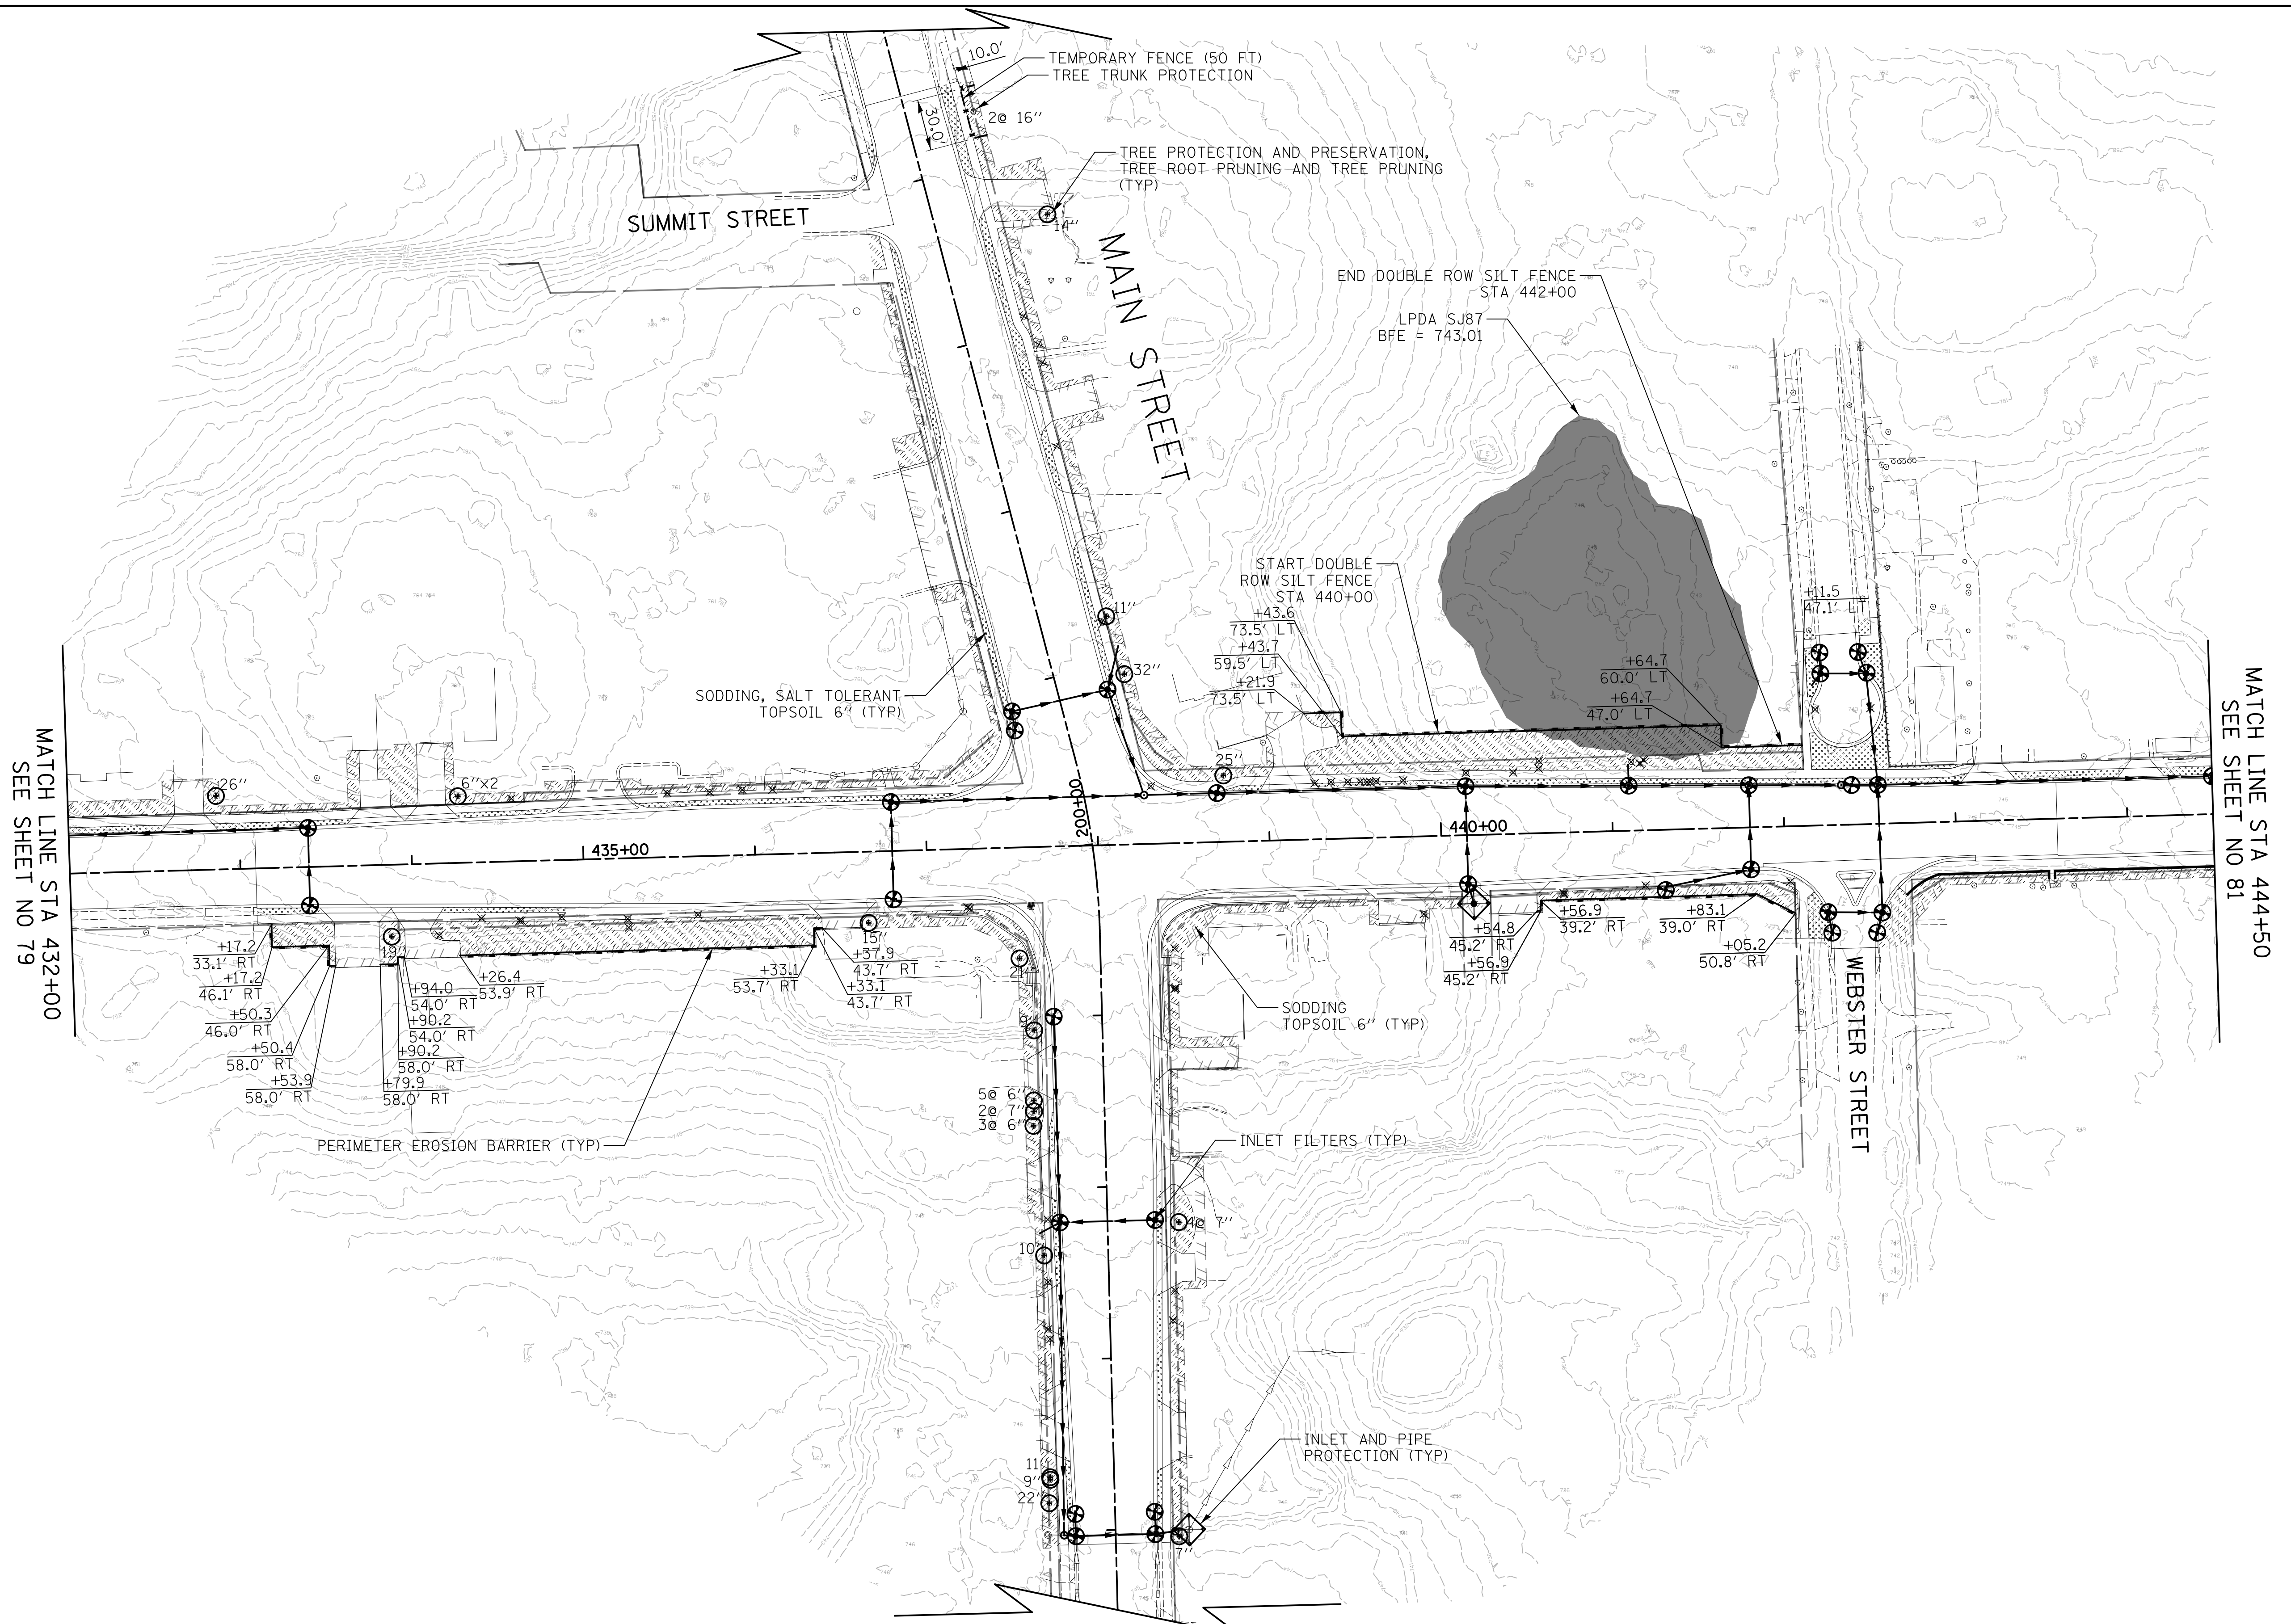 10.0'
TEMPORARY FENCE (50 FT)
TREE TRUNK PROTECTION
30.0'
2@ 16''
TREE PROTECTION AND PRESERVATION,
TREE ROOT PRUNING AND TREE PRUNING
(TYP)
14''
SUMMIT STREET
MAIN STREET
END DOUBLE ROW SILT FENCE
STA 442+00
LPDA SJ87
BFE = 743.01
START DOUBLE
ROW SILT FENCE
STA 440+00
+43.6
73.5' LT
+43.7
59.5' LT
+21.9
73.5' LT
+64.7
60.0' LT
+64.7
47.0' LT
+11.5
47.1' LT
11''
32''
SODDING, SALT TOLERANT
TOPSOIL 6'' (TYP)
25''
26''
6''x2
MATCH LINE STA 432+00
SEE SHEET NO 79
MATCH LINE STA 444+50
SEE SHEET NO 81
435+00
200+00
440+00
+17.2
33.1' RT
+17.2
46.1' RT
+50.3
46.0' RT
+50.4
58.0' RT
+53.9
58.0' RT
19''
+94.0
54.0' RT
+90.2
54.0' RT
+90.2
58.0' RT
+79.9
58.0' RT
+26.4
53.9' RT
+33.1
53.7' RT
15''
+37.9
43.7' RT
+33.1
43.7' RT
21''
9''
+54.8
45.2' RT
+56.9
45.2' RT
+56.9
39.2' RT
+83.1
39.0' RT
+05.2
50.8' RT
WEBSTER STREET
SODDING
TOPSOIL 6'' (TYP)
5@ 6''
2@ 7''
3@ 6''
PERIMETER EROSION BARRIER (TYP)
INLET FILTERS (TYP)
4@ 7''
10''
INLET AND PIPE
PROTECTION (TYP)
11''
9''
22''
7''